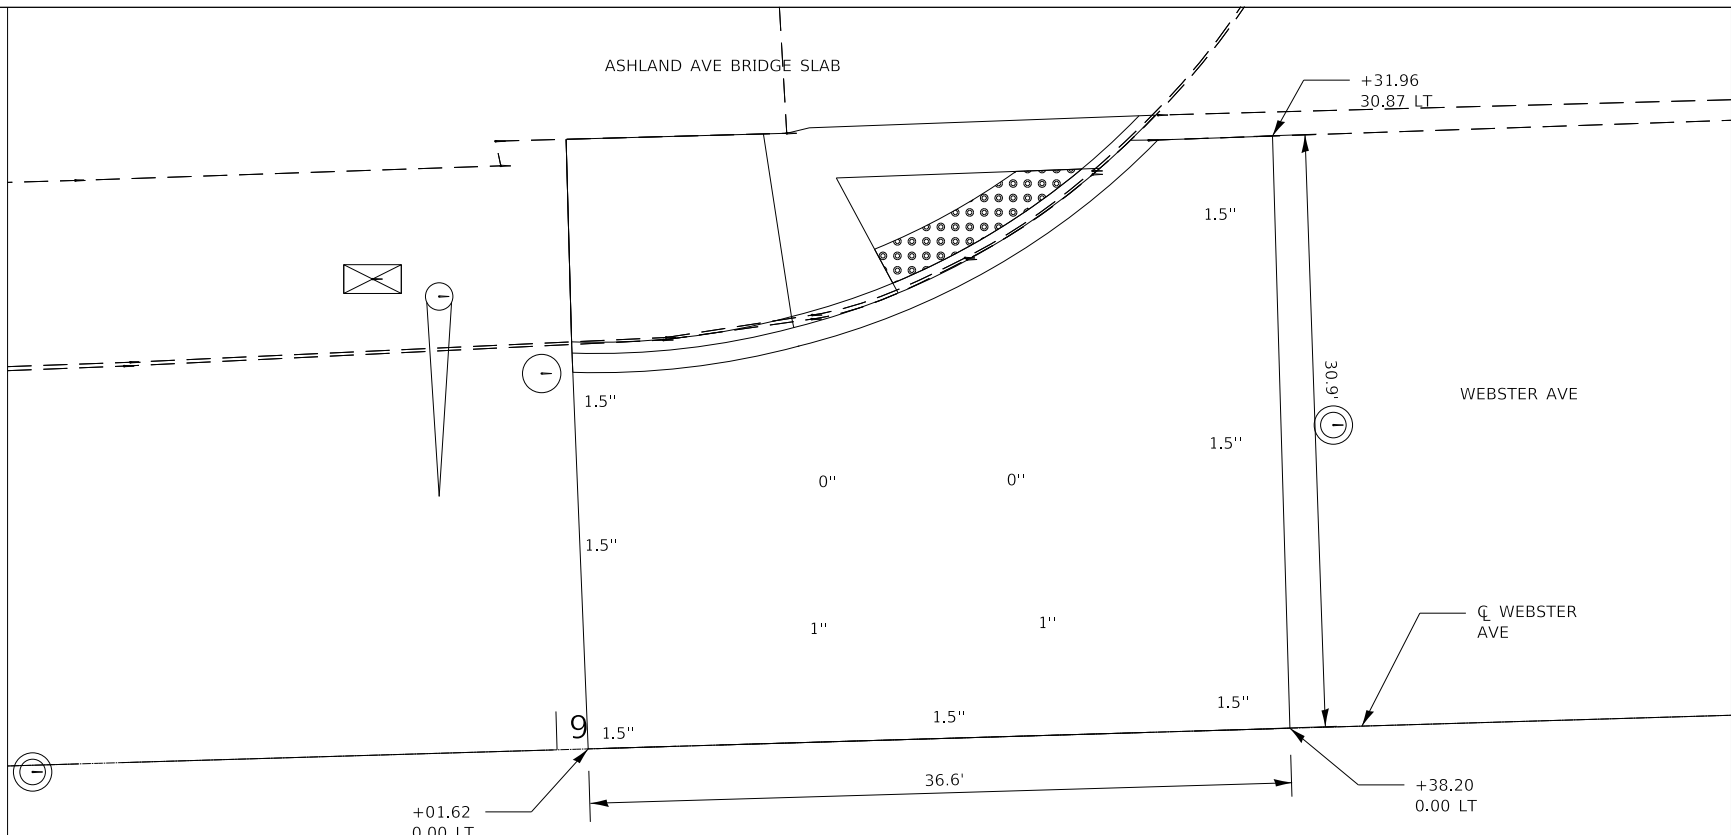 ASHLAND AVE BRIDGE SLAB
+31.96
30.87 LT
1.5''
30.9'
WEBSTER AVE
1.5''
1.5''
0''
0''
1.5''
1''
1''
℄ WEBSTER
AVE
1.5''
1.5''
9
1.5''
36.6'
+01.62
0.00 LT
+38.20
0.00 LT